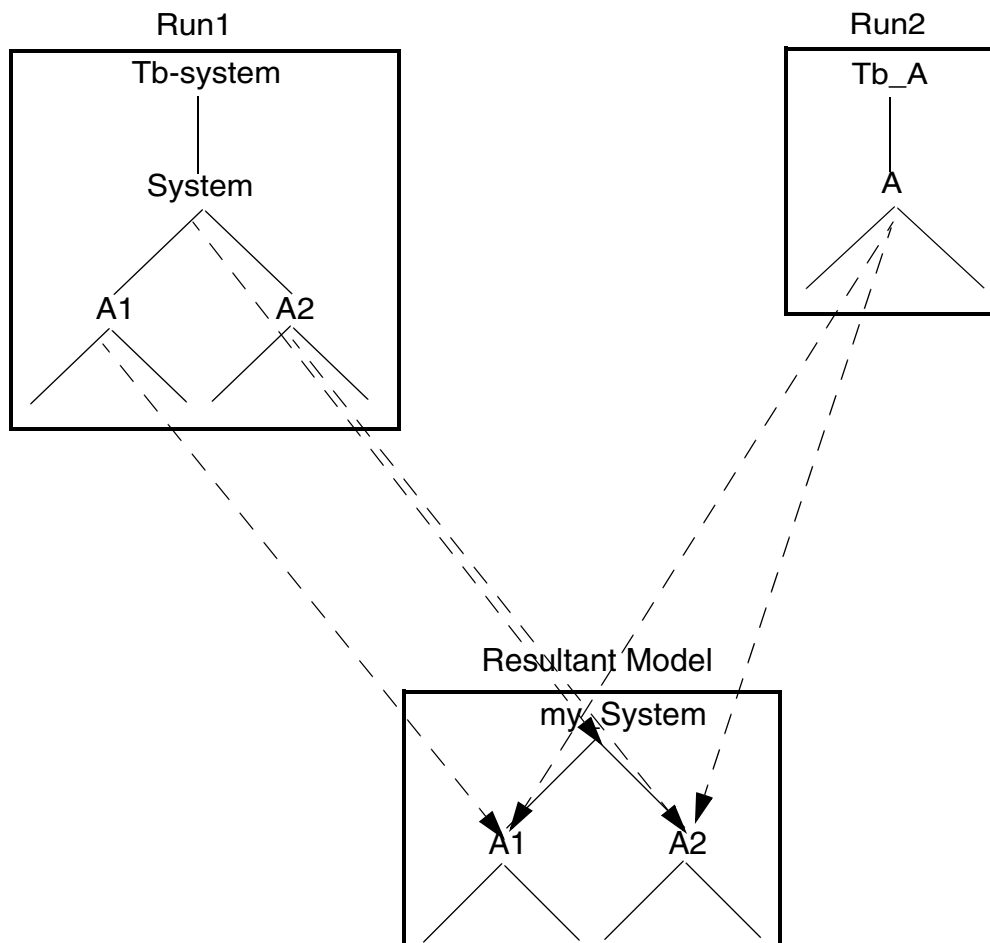 Run1
Run2
Tb-system
Tb_A
System
A
A1
A2
Resultant Model
my_System
A1
A2